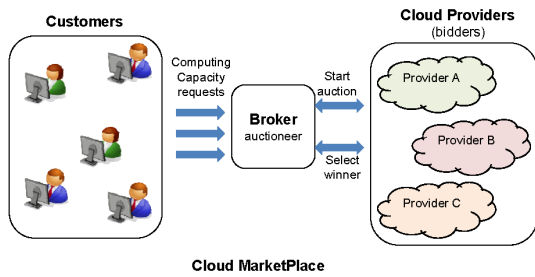 Customers
Computing
Capacity
requests
Broker
auctioneer
Start
auction
Select
winner
Cloud Providers
(bidders)
Provider A
Provider B
Provider C
Cloud MarketPlace